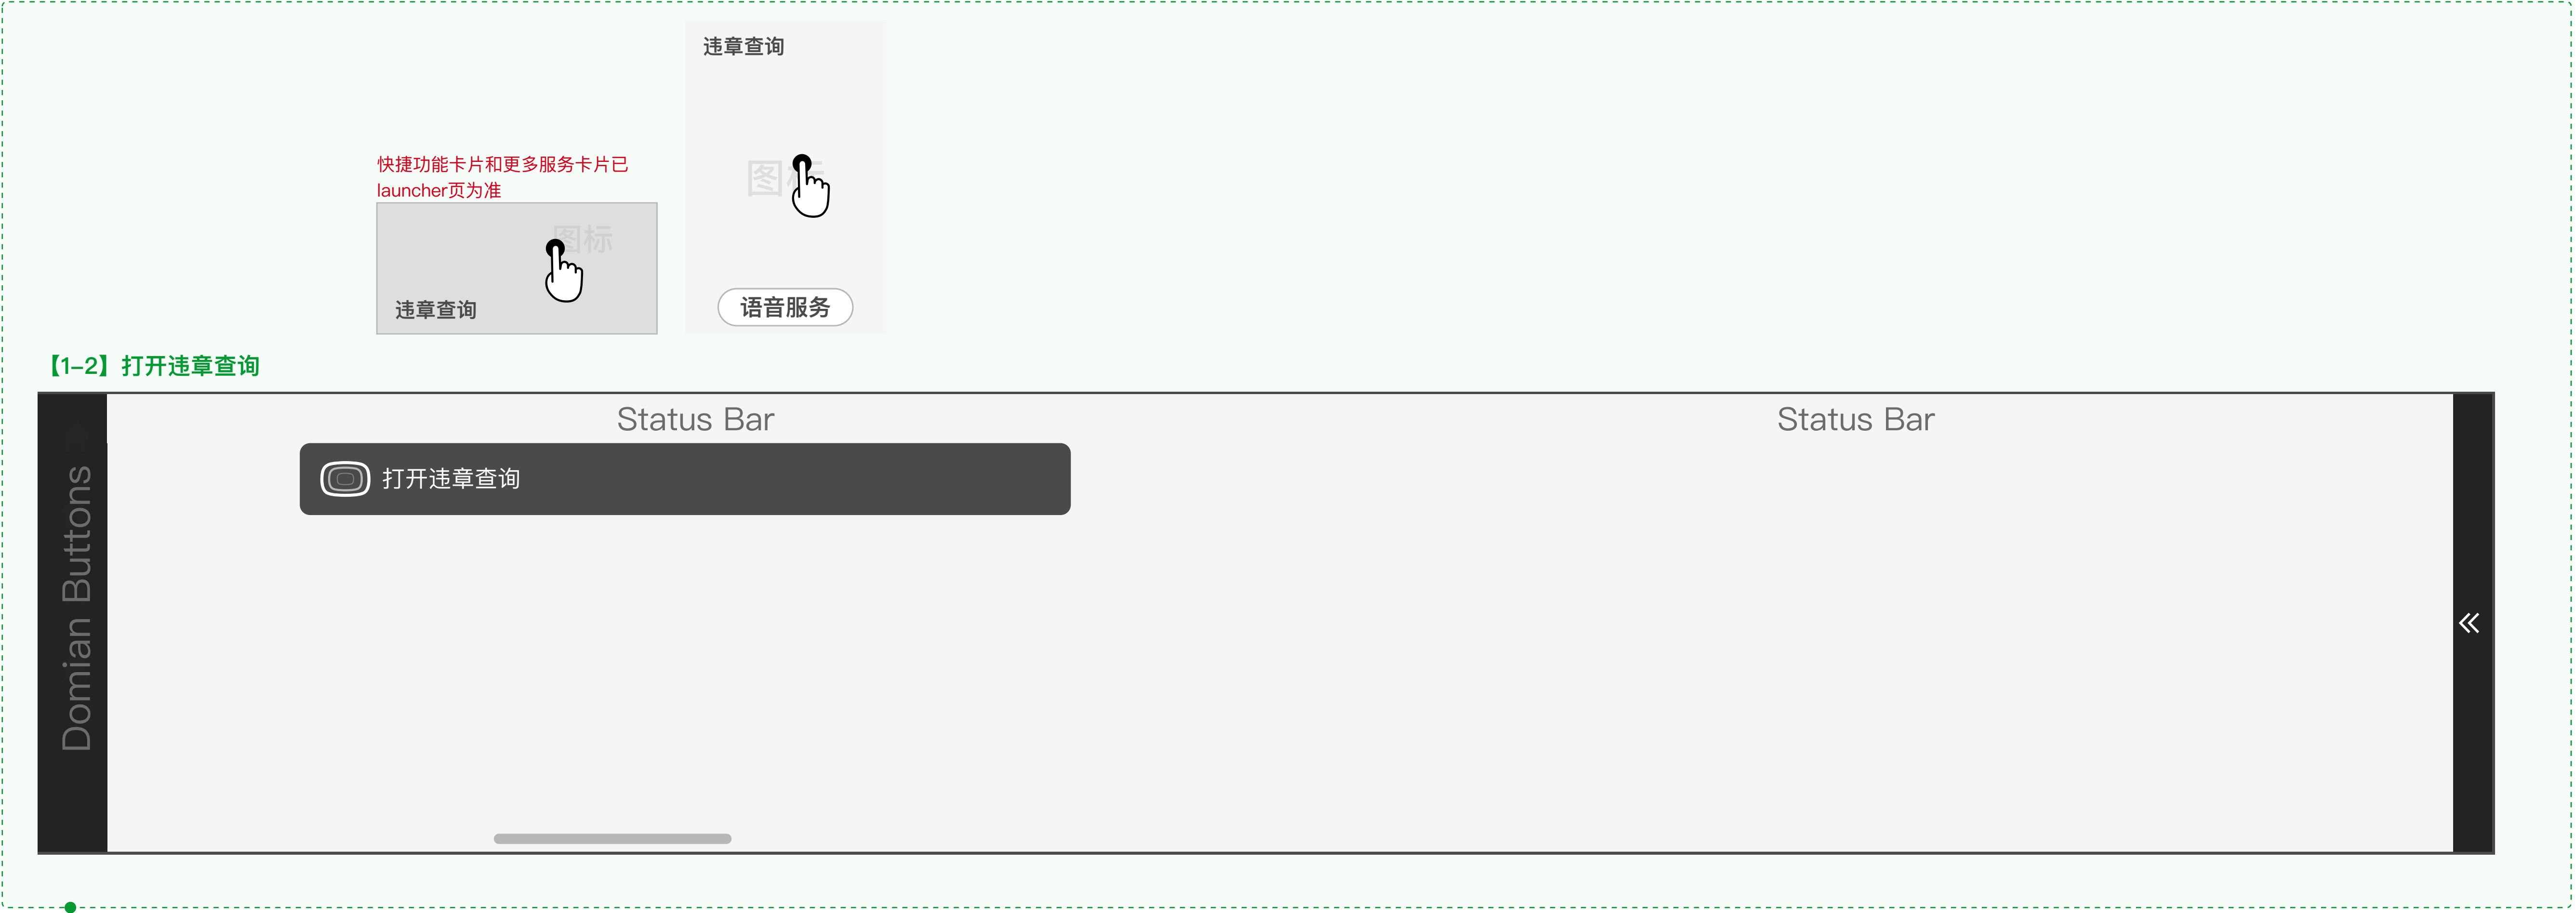 违章查询
快捷功能卡片和更多服务卡片已
launcher页为准
图标
图标
违章查询
语音服务
【1-2】打开违章查询
Status Bar
Status Bar
打开违章查询
Domian Buttons